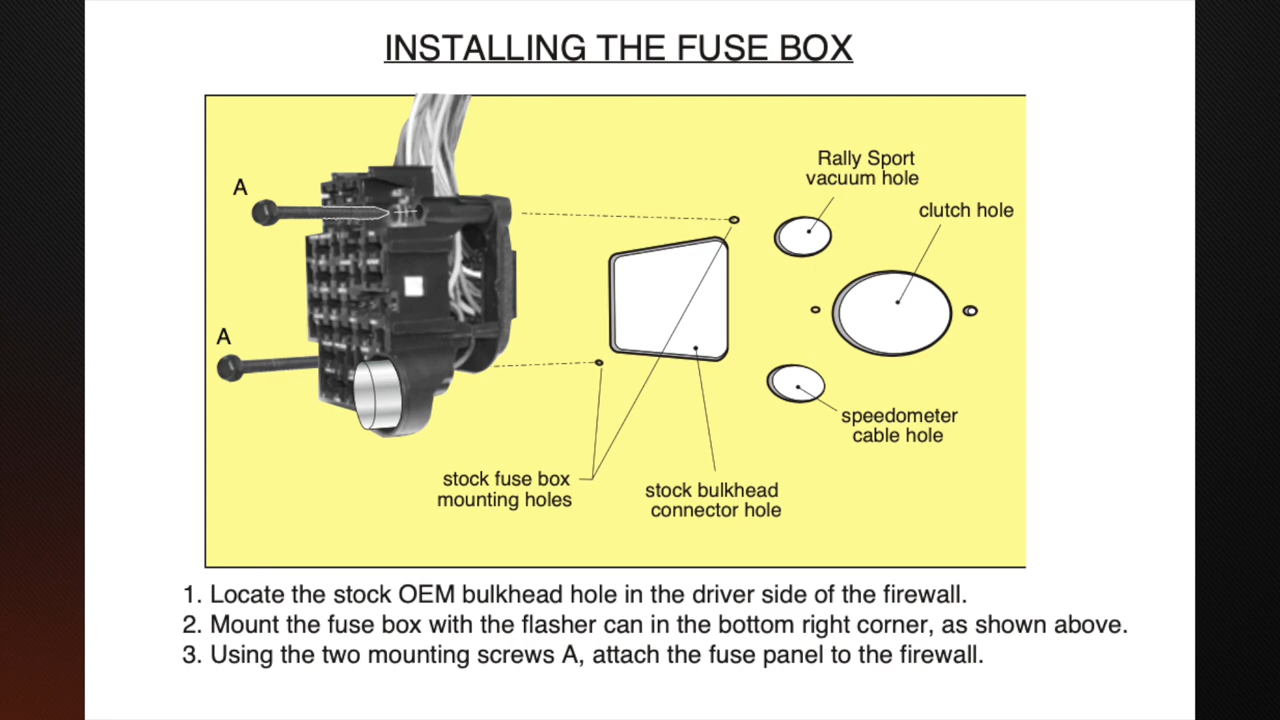 INSTALLING THE FUSE BOX
A
Rally Sport
vacuum hole
clutch hole
A
speedometer
cable hole
stock fuse box
mounting holes
stock bulkhead
connector hole
1. Locate the stock OEM bulkhead hole in the driver side of the firewall.
2. Mount the fuse box with the flasher can in the bottom right corner, as shown above.
3. Using the two mounting screws A, attach the fuse panel to the firewall.